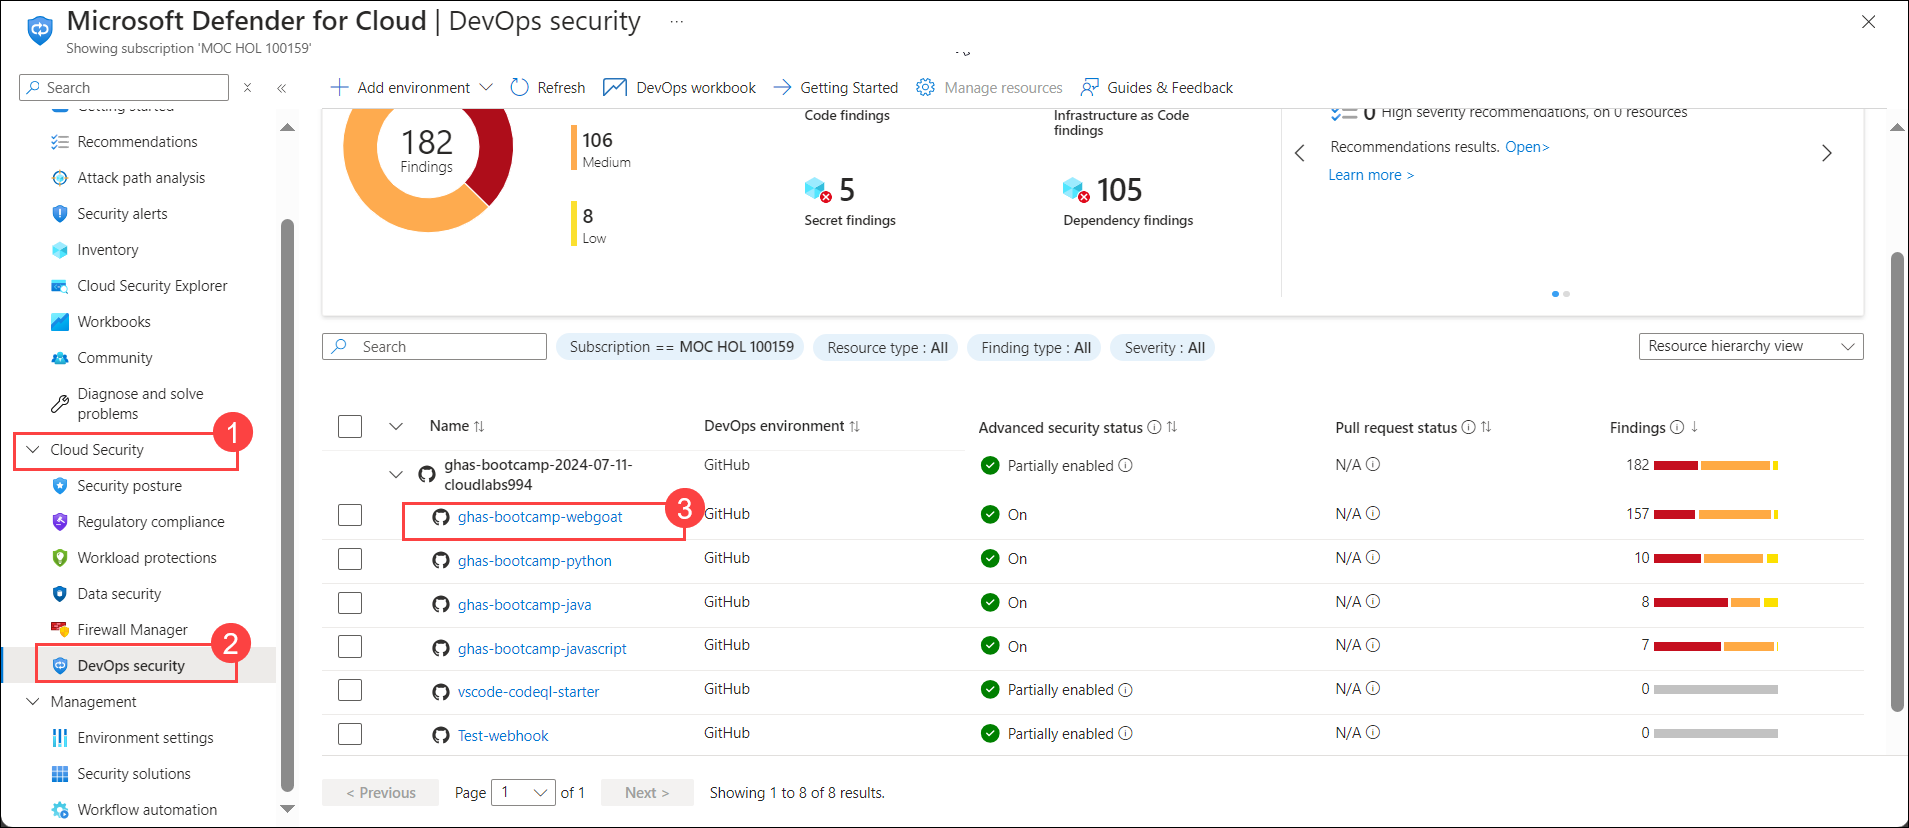 Microsoft Defender for Cloud | DevOps security ...
Showing subscription 'MOC HOL 100159'
Search
Add environment
Refresh
DevOps workbook
Getting Started
Manage resources
Guides & Feedback
Getting started
Recommendations
Attack path analysis
Security alerts
Inventory
Cloud Security Explorer
Workbooks
Community
Diagnose and solve
problems
1
Cloud Security
Security posture
Regulatory compliance
Workload protections
Data security
Firewall Manager
2
DevOps security
Management
Environment settings
Security solutions
Workflow automation
182
Findings
106
Medium
8
Low
Code findings
5
Secret findings
Infrastructure as Code
findings
105
Dependency findings
0 High severity recommendations, on 0 resources
Recommendations results. Open>
Learn more >
Search
Subscription == MOC HOL 100159
Resource type : All
Finding type : All
Severity : All
Resource hierarchy view
Name
DevOps environment
Advanced security status
Pull request status
Findings
ghas-bootcamp-2024-07-11-
cloudlabs994
GitHub
Partially enabled
N/A
182
ghas-bootcamp-webgoat
3
GitHub
On
N/A
157
ghas-bootcamp-python
GitHub
On
N/A
10
ghas-bootcamp-java
GitHub
On
N/A
8
ghas-bootcamp-javascript
GitHub
On
N/A
7
vscode-codeql-starter
GitHub
Partially enabled
N/A
0
Test-webhook
GitHub
Partially enabled
N/A
0
< Previous
Page 1 of 1
Next >
Showing 1 to 8 of 8 results.